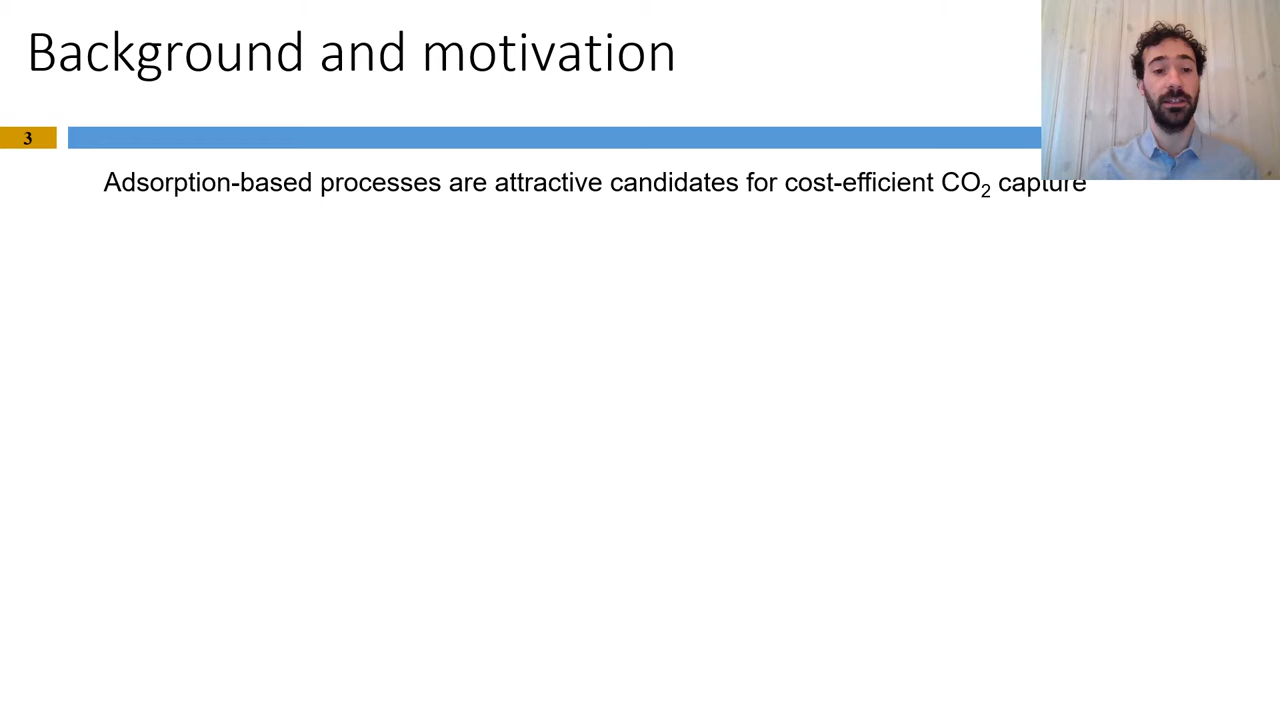 Background and motivation
3
Adsorption-based processes are attractive candidates for cost-efficient CO₂ capture